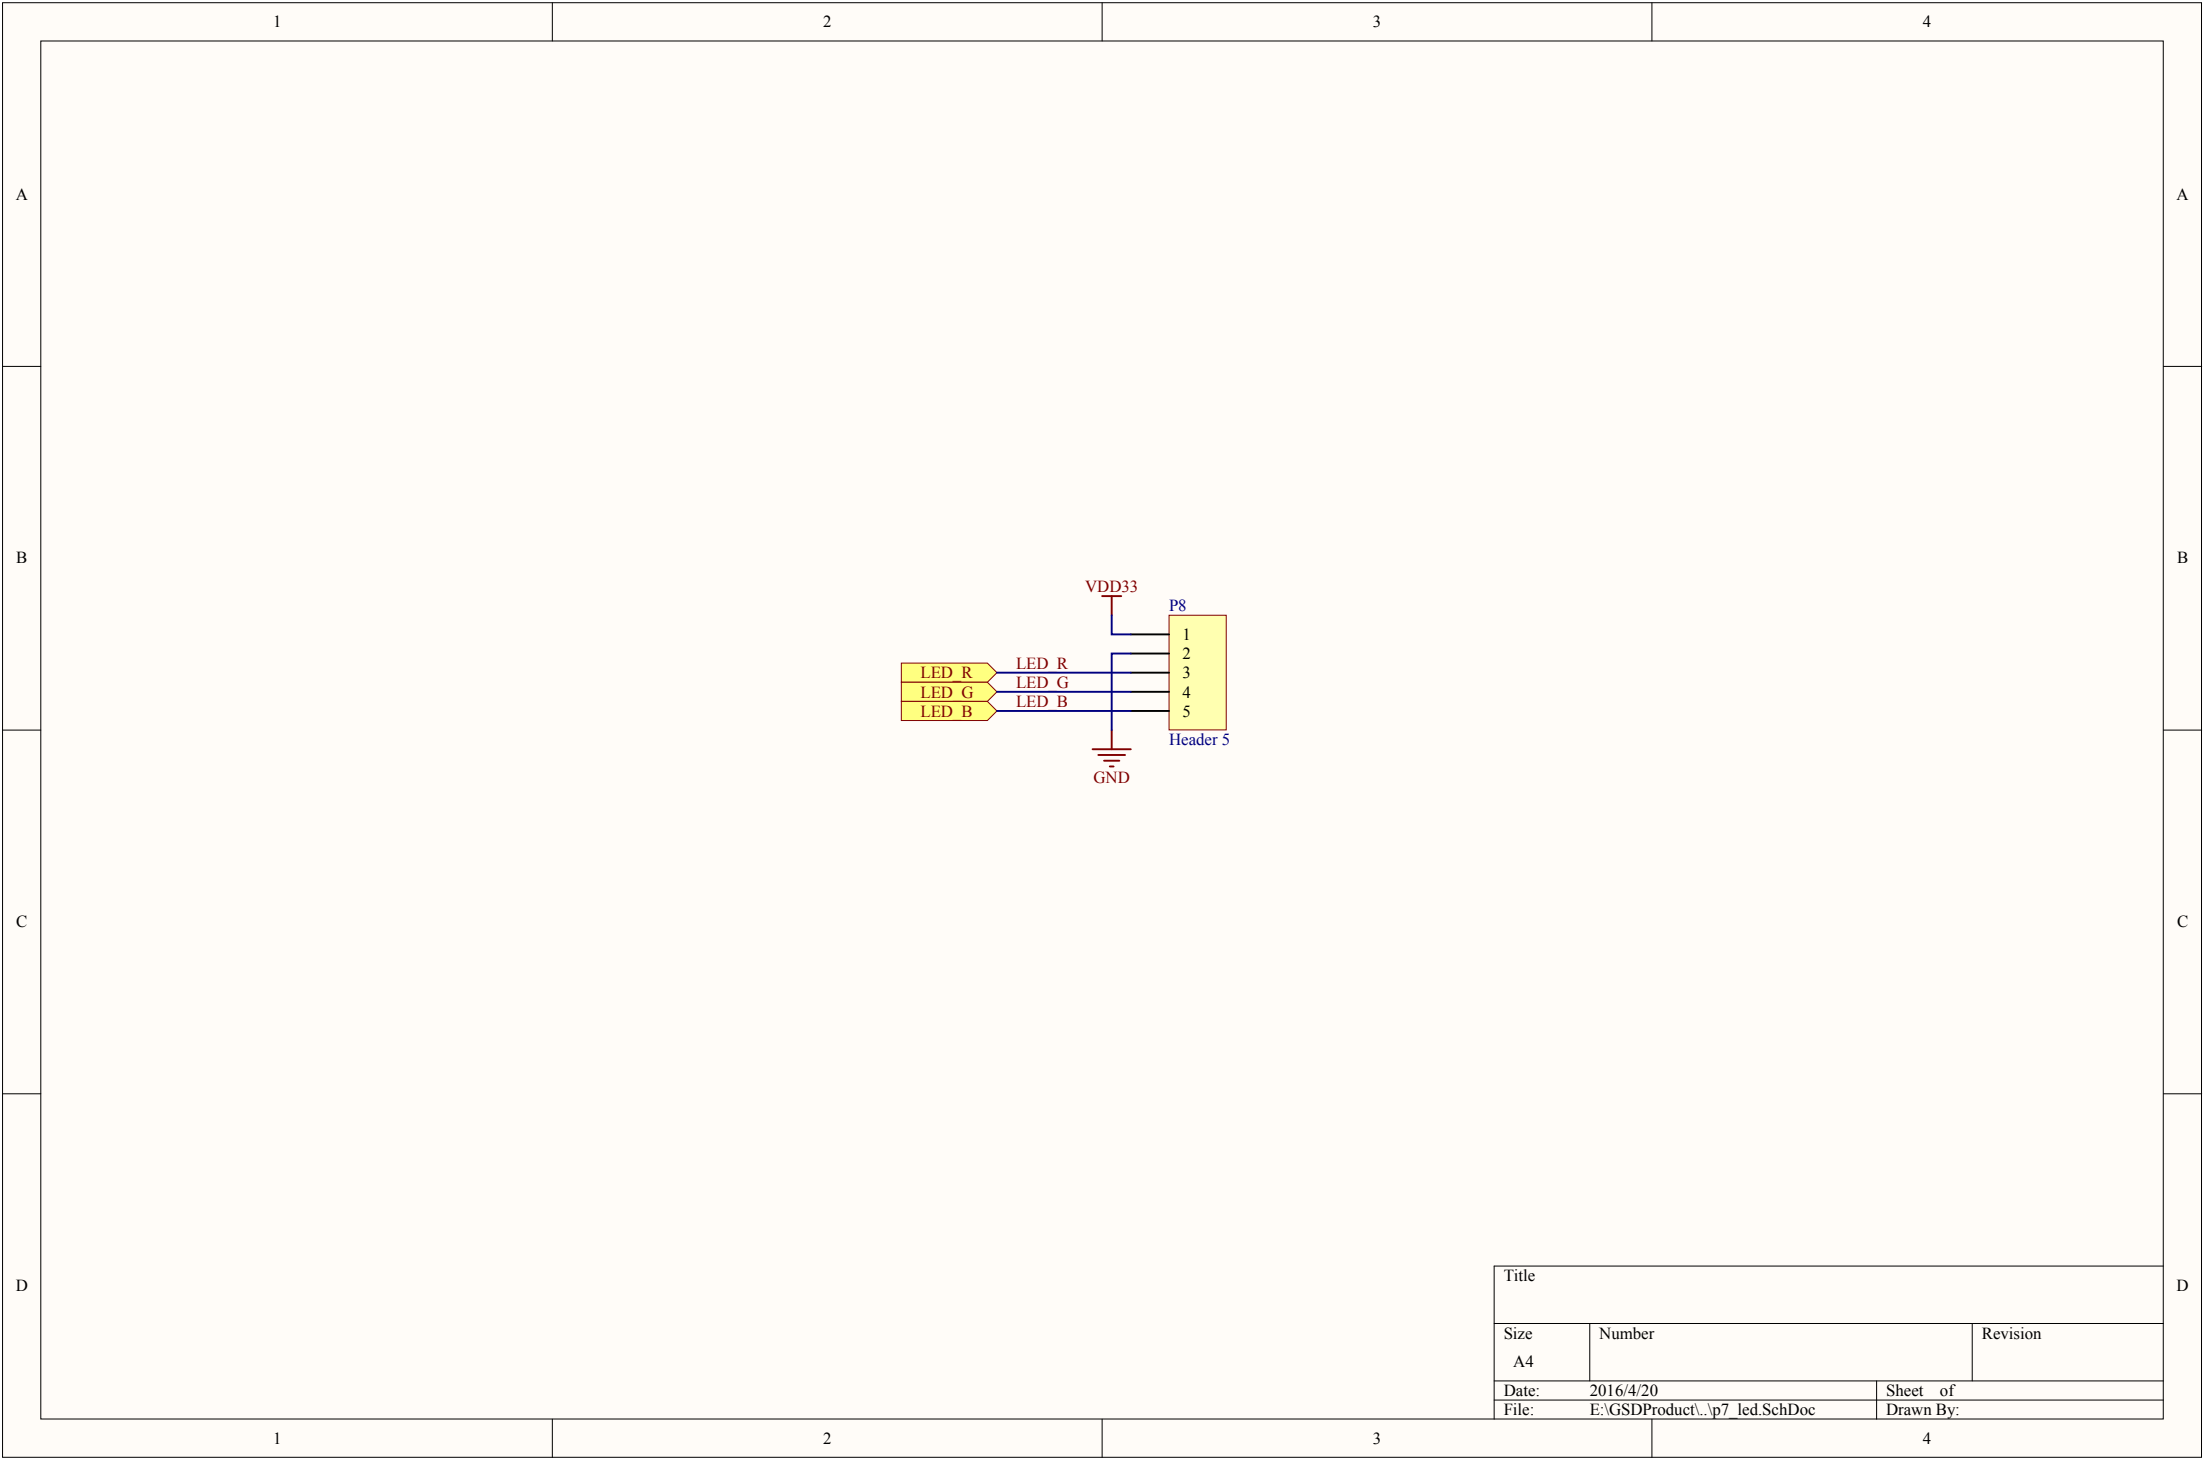 1 2 3 4
A A
B B
VDD33
P8
1
2
LED_R LED_R 3
LED_G LED_G 4
LED_B LED_B 5
Header 5
GND
C C
D D
Title
Size Number Revision
A4
Date: 2016/4/20 Sheet of
File: E:\GSDProduct\..\p7_led.SchDoc Drawn By:
1 2 3 4